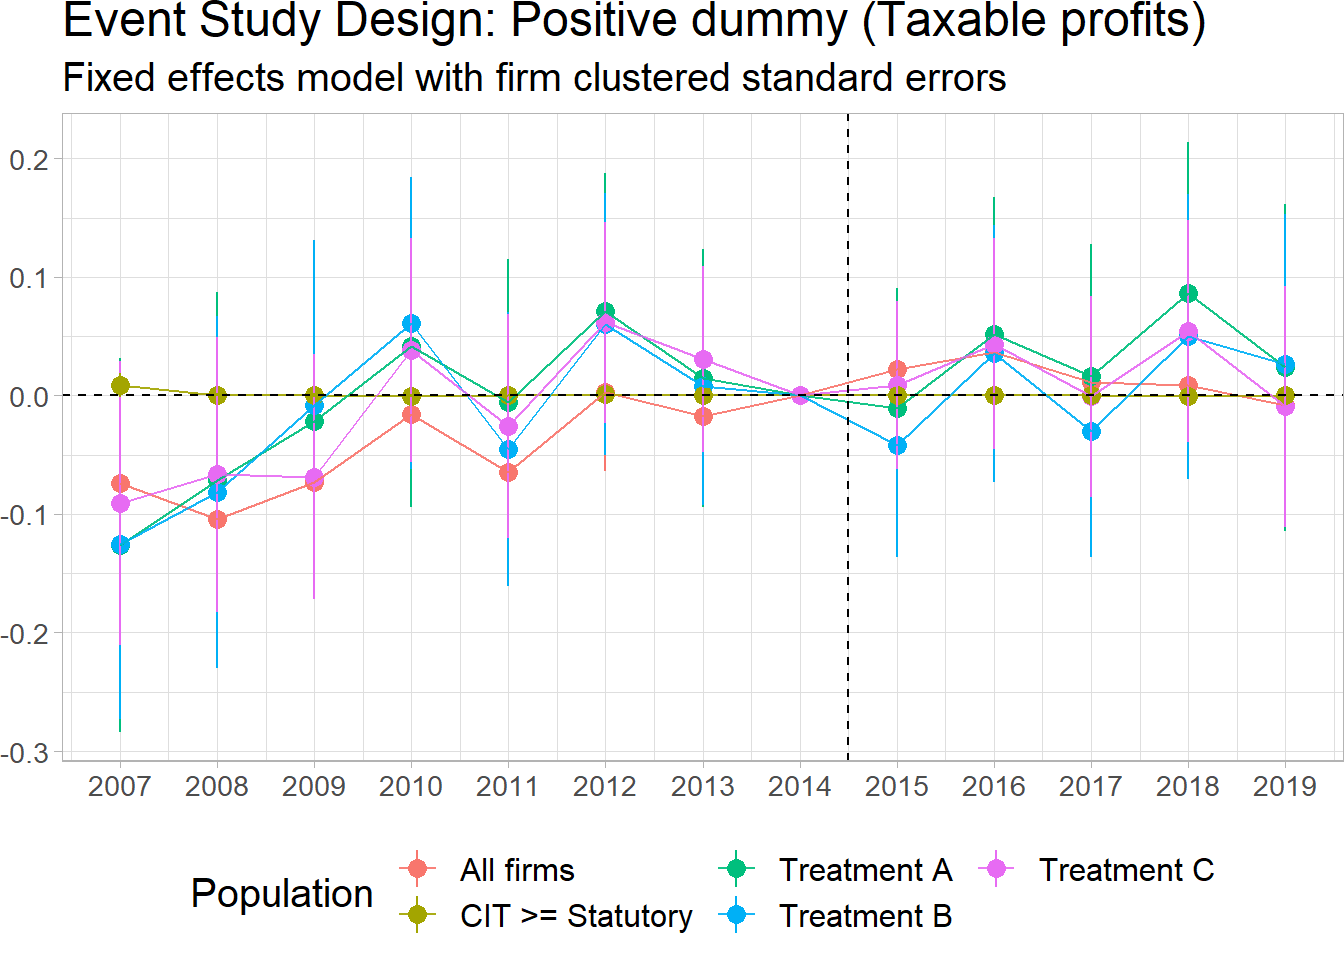 Event Study Design: Positive dummy (Taxable profits)
Fixed effects model with firm clustered standard errors
0.2
0.1
0.0
-0.1
-0.2
-0.3
2007 2008 2009 2010 2011 2012 2013 2014 2015 2016 2017 2018 2019
Population
All firms
CIT >= Statutory
Treatment A
Treatment B
Treatment C